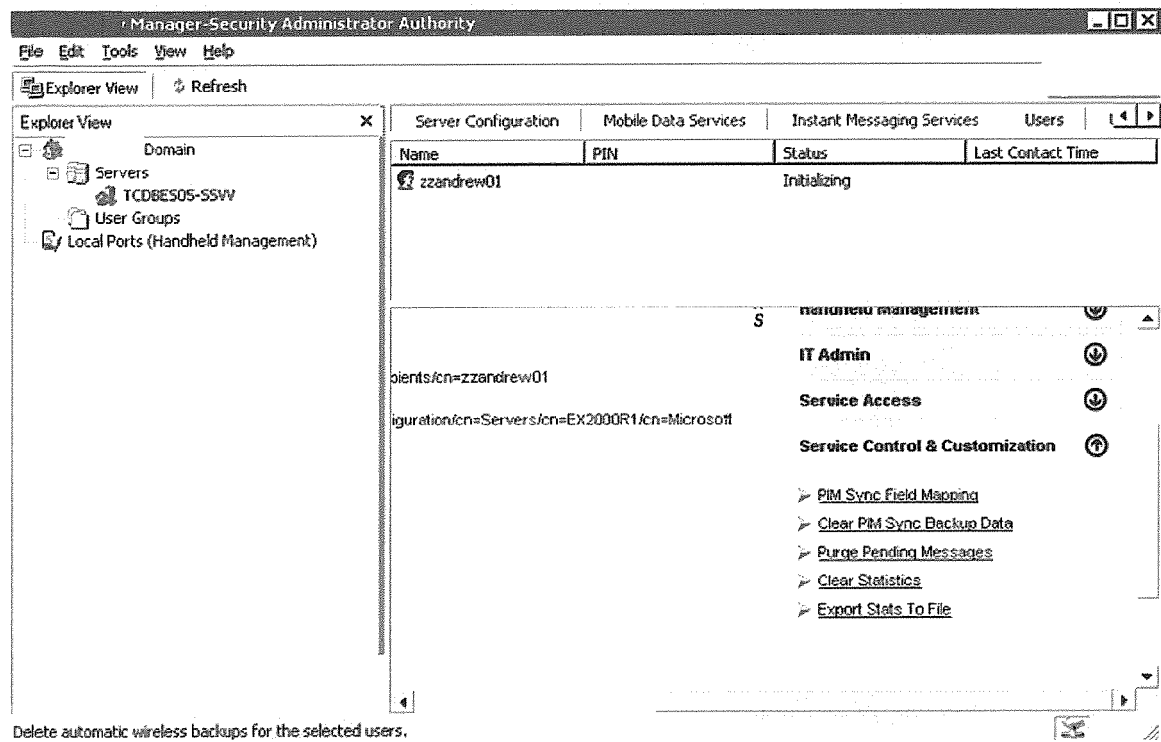 Manager-Security Administrator Authority
File Edit Tools View Help
Explorer View Refresh
Explorer View
Domain
Servers
TCDBES05-SSVV
User Groups
Local Ports (Handheld Management)
Server Configuration Mobile Data Services Instant Messaging Services Users
Name PIN Status Last Contact Time
zzandrew01 Initializing
s Handheld Management
IT Admin
pients/cn=zzandrew01
Service Access
iguration/cn=Servers/cn=EX2000R1/cn=Microsoft
Service Control & Customization
PIM Sync Field Mapping
Clear PIM Sync Backup Data
Purge Pending Messages
Clear Statistics
Export Stats To File
Delete automatic wireless backups for the selected users.